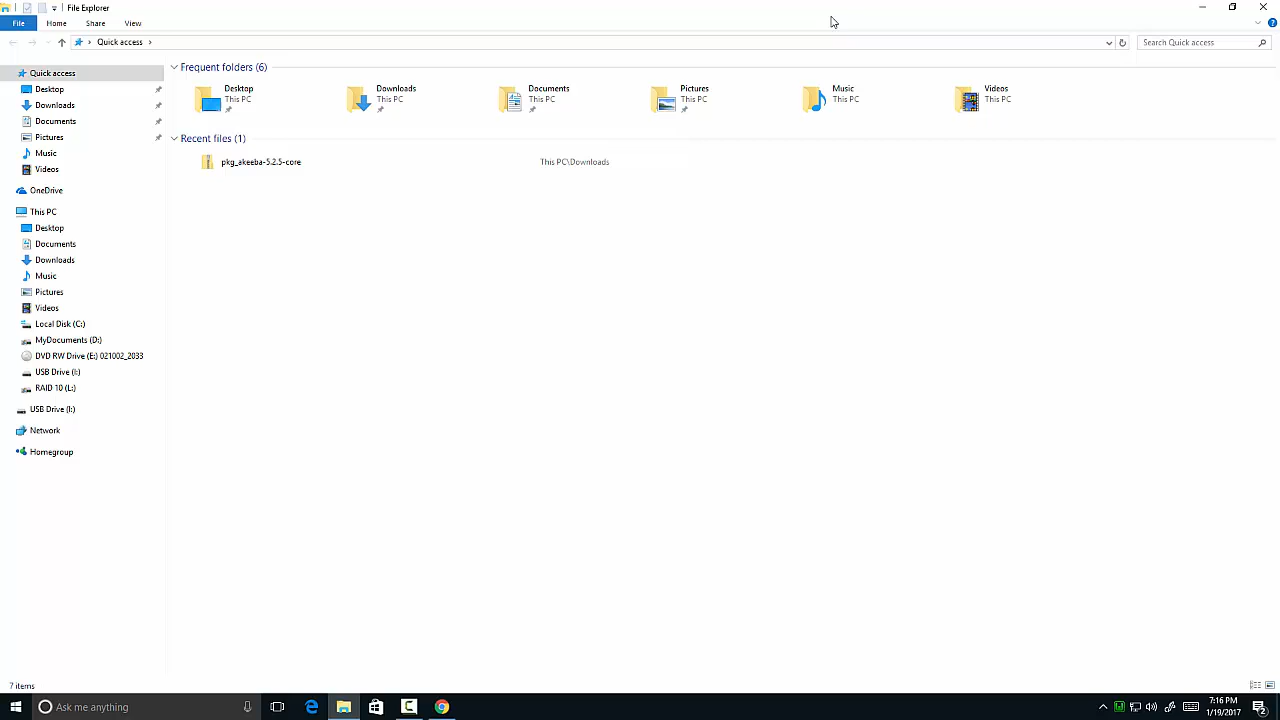 File Explorer
File Home Share View
Quick access
Search Quick access
Quick access
Desktop
Downloads
Documents
Pictures
Music
Videos
OneDrive
This PC
Desktop
Documents
Downloads
Music
Pictures
Videos
Local Disk (C:)
MyDocuments (D:)
DVD RW Drive (E:) 021002_2033
USB Drive (I:)
RAID 10 (L:)
USB Drive (I:)
Network
Homegroup
Frequent folders (6)
Desktop
This PC
Downloads
This PC
Documents
This PC
Pictures
This PC
Music
This PC
Videos
This PC
Recent files (1)
pkg_akeeba-5.2.5-core This PC\Downloads
7 items
Ask me anything
7:16 PM
1/19/2017
2